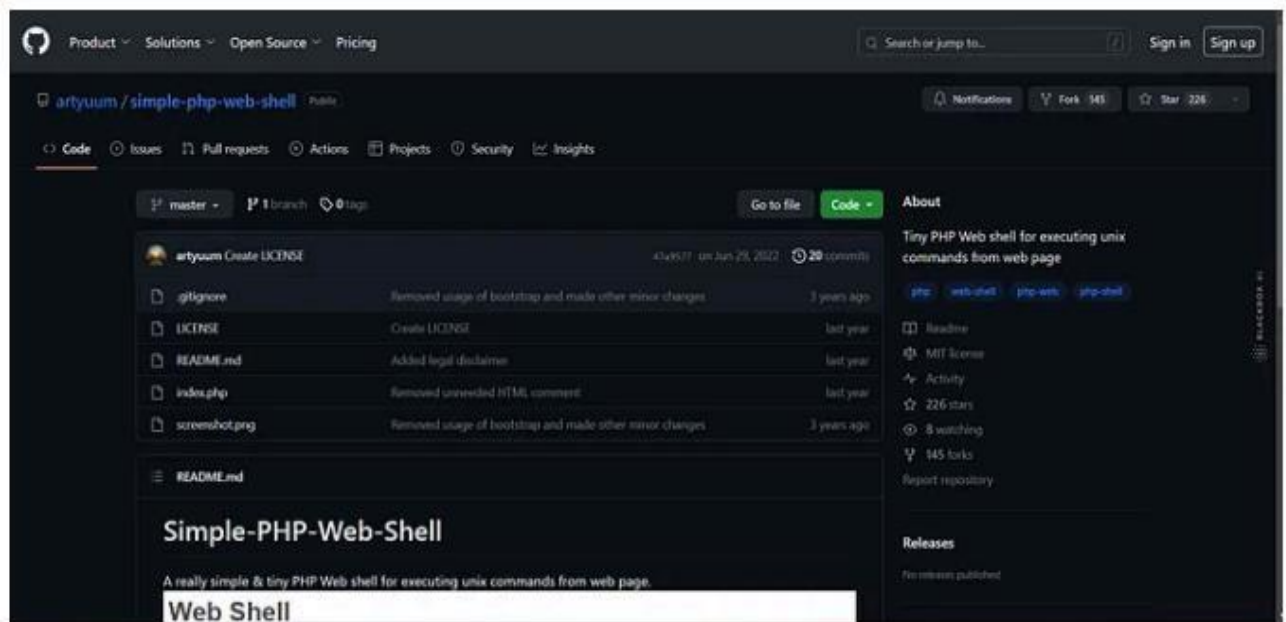 Product Solutions Open Source Pricing Search or jump to... / Sign in Sign up
artyuum / simple-php-web-shell Public Notifications Fork 145 Star 226
Code Issues Pull requests Actions Projects Security Insights
master 1 branch 0 tags Go to file Code
artyuum Create LICENSE on Jun 29, 2022 20 commits
.gitignore Removed usage of bootstrap and made other minor changes 3 years ago
LICENSE Create LICENSE last year
README.md Added legal disclaimer last year
index.php Removed unneeded HTML comment last year
screenshot.png Removed usage of bootstrap and made other minor changes 3 years ago
README.md
Simple-PHP-Web-Shell
A really simple & tiny PHP Web shell for executing unix commands from web page.
Web Shell
About
Tiny PHP Web shell for executing unix
commands from web page
php web-shell php-web php-shell
Readme
MIT license
Activity
226 stars
8 watching
145 forks
Report repository
Releases
No releases published
BLACKBOX AI